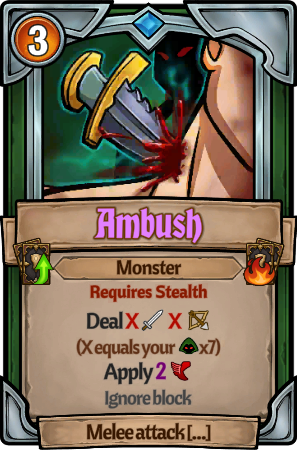 3
Ambush
Monster
Requires Stealth
Deal X X
(X equals your x7)
Apply 2
Ignore block
Melee attack [...]